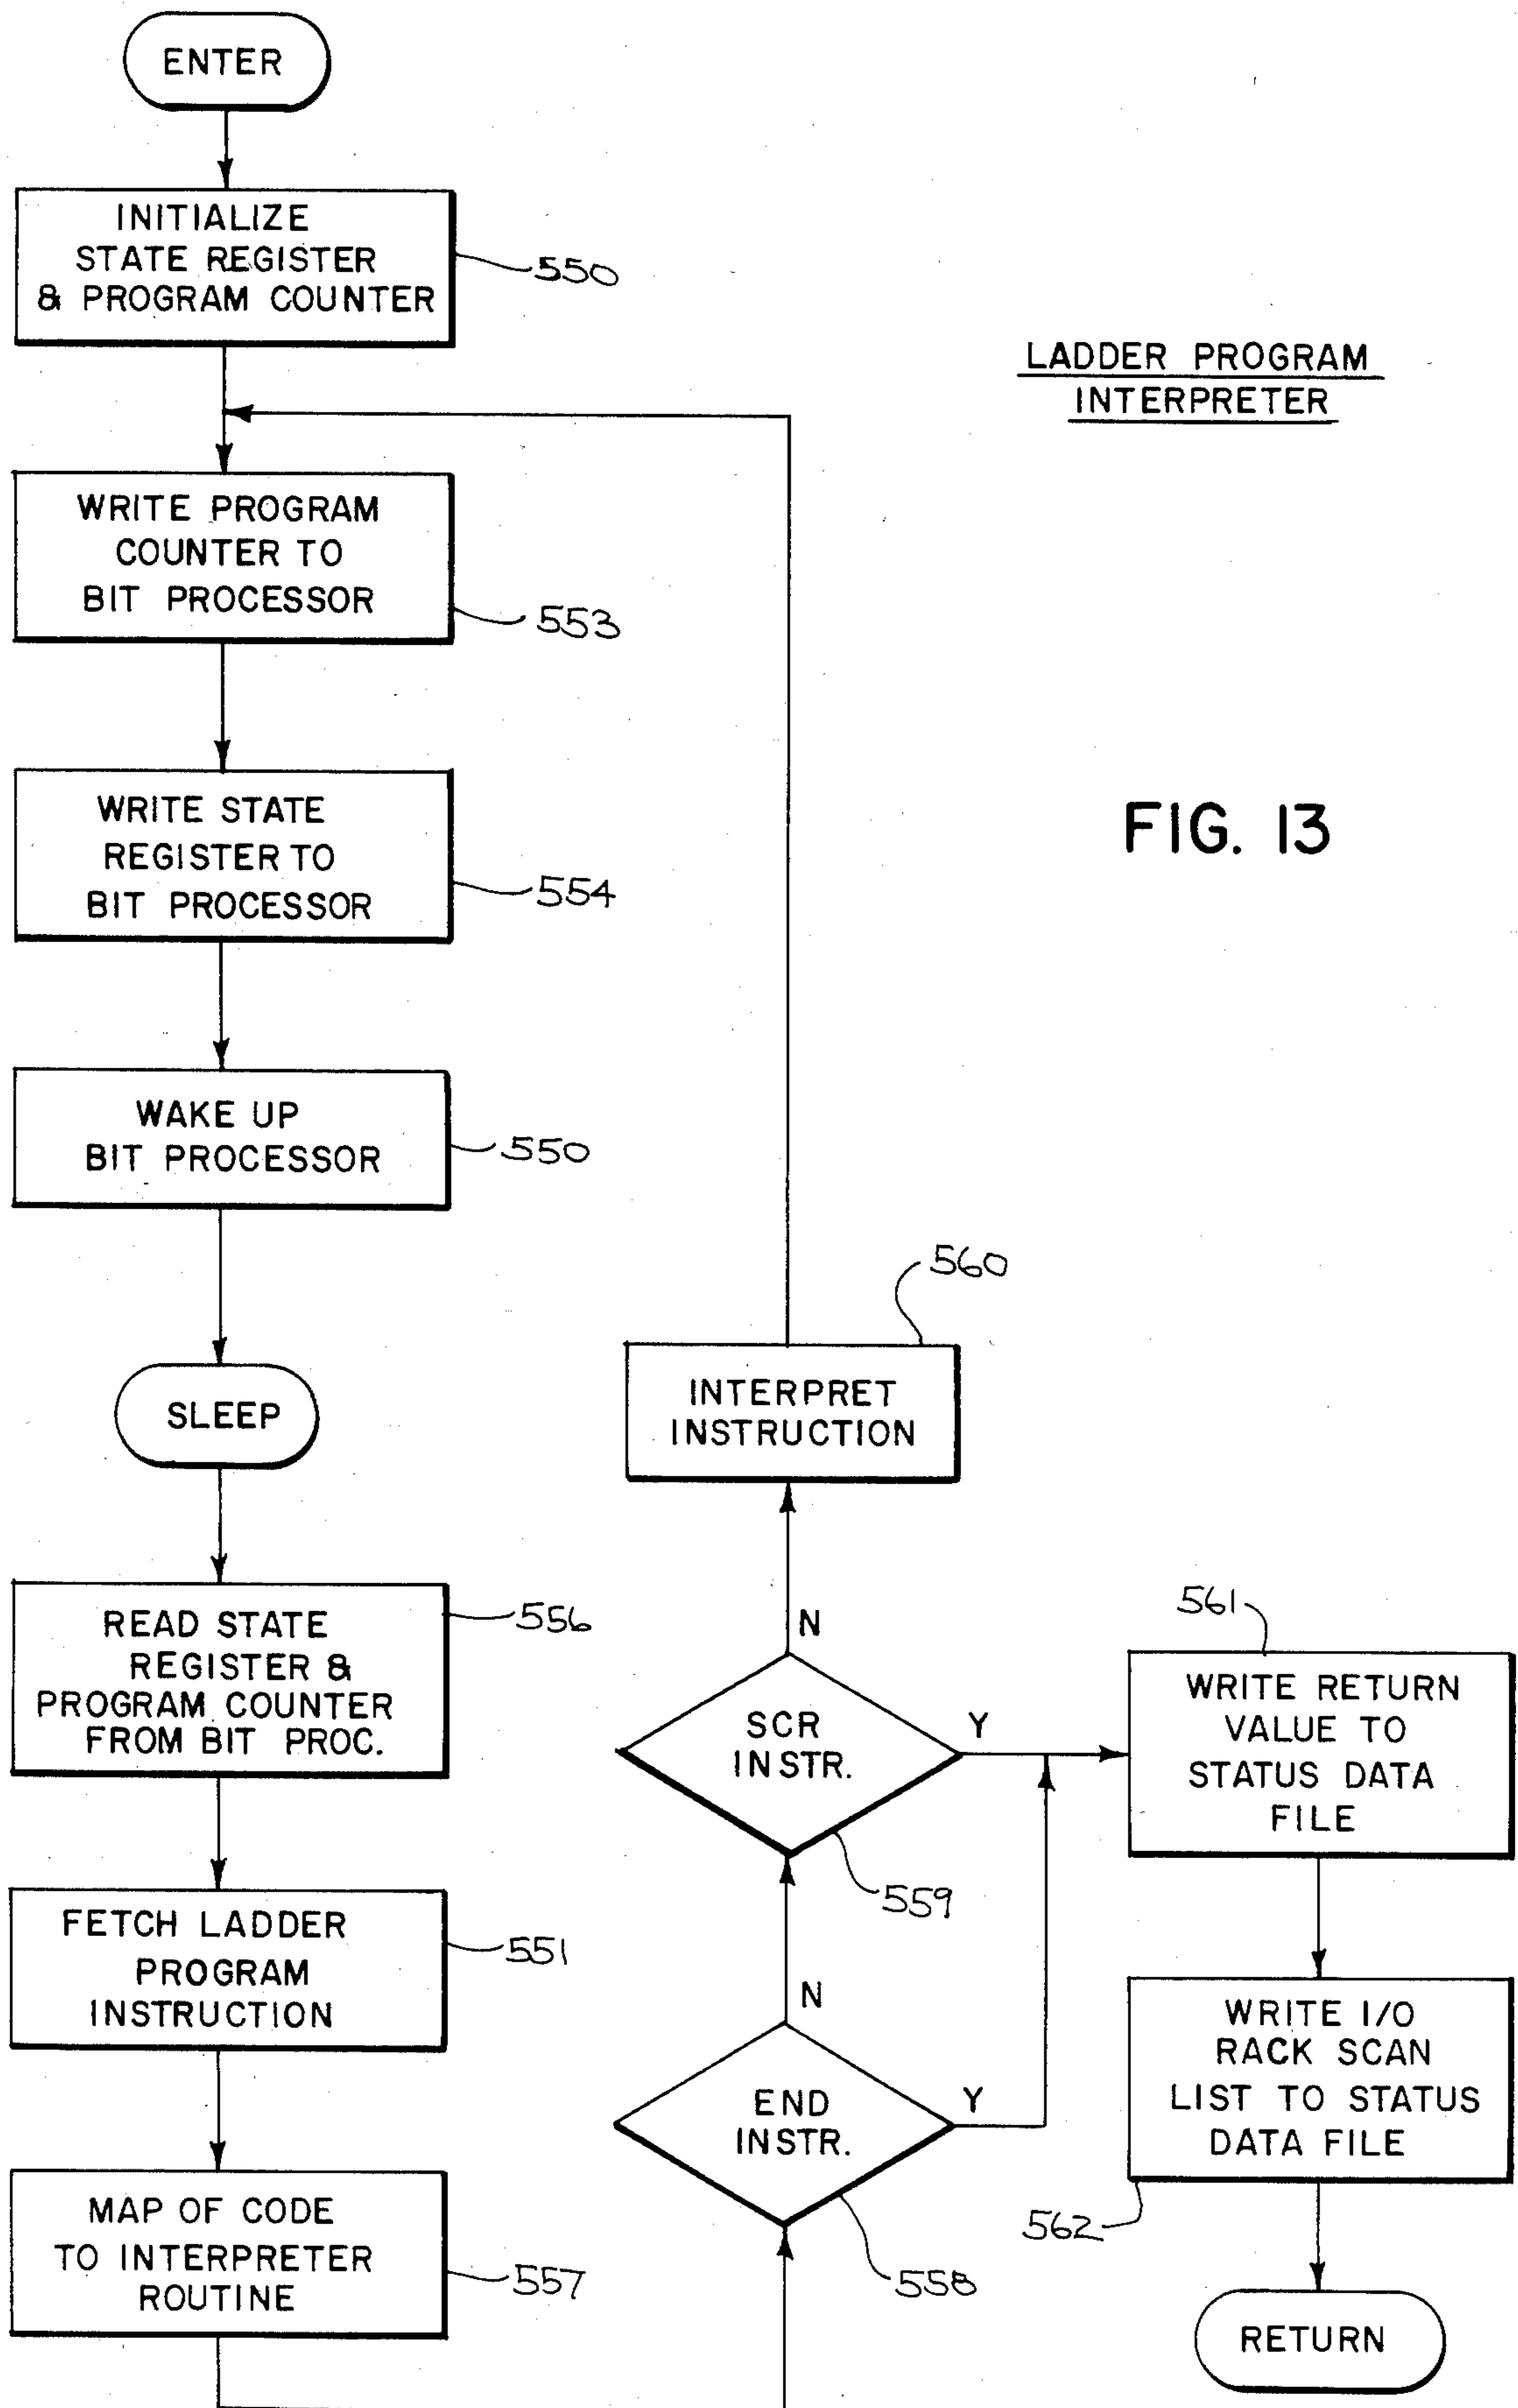 ENTER
INITIALIZE
STATE REGISTER
& PROGRAM COUNTER
550
LADDER PROGRAM
INTERPRETER
WRITE PROGRAM
COUNTER TO
BIT PROCESSOR
553
FIG. 13
WRITE STATE
REGISTER TO
BIT PROCESSOR
554
WAKE UP
BIT PROCESSOR
550
SLEEP
READ STATE
REGISTER &
PROGRAM COUNTER
FROM BIT PROC.
556
FETCH LADDER
PROGRAM
INSTRUCTION
551
MAP OF CODE
TO INTERPRETER
ROUTINE
557
560
INTERPRET
INSTRUCTION
N
SCR
INSTR.
Y
559
N
END
INSTR.
Y
558
561
WRITE RETURN
VALUE TO
STATUS DATA
FILE
WRITE I/O
RACK SCAN
LIST TO STATUS
DATA FILE
562
RETURN